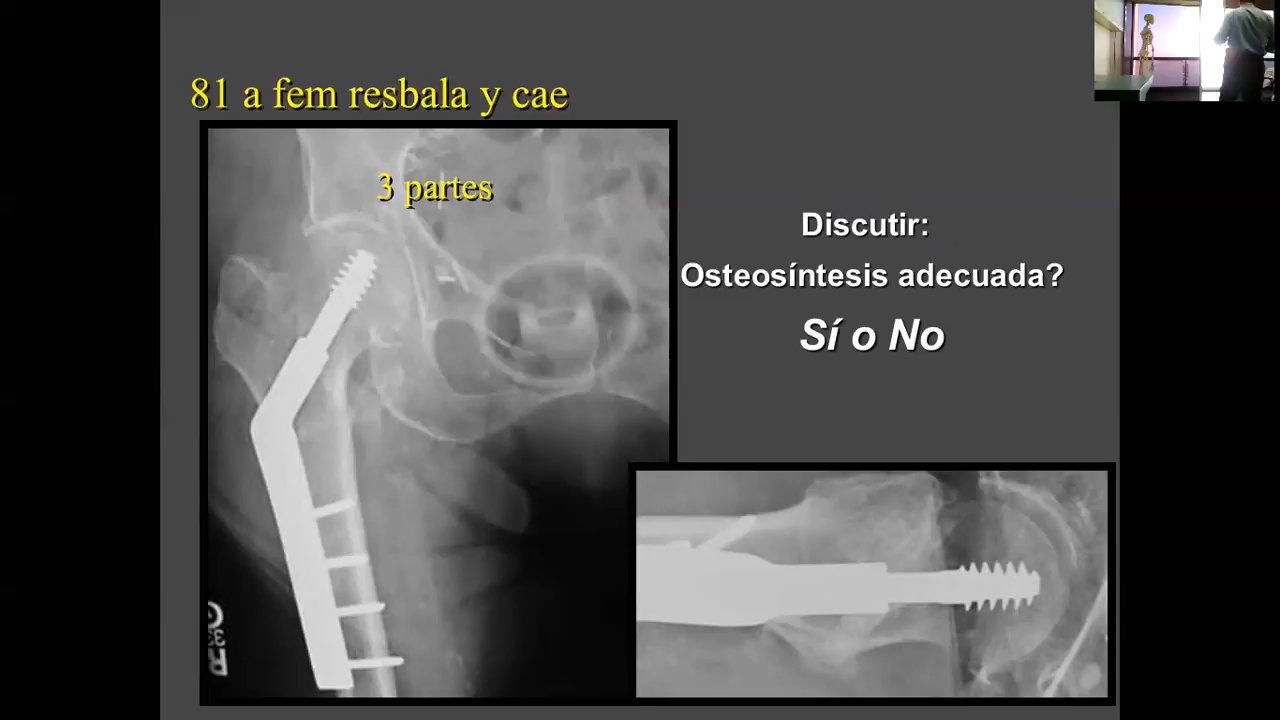 81 a fem resbala y cae
3 partes
Discutir:
Osteosíntesis adecuada?
Sí o No